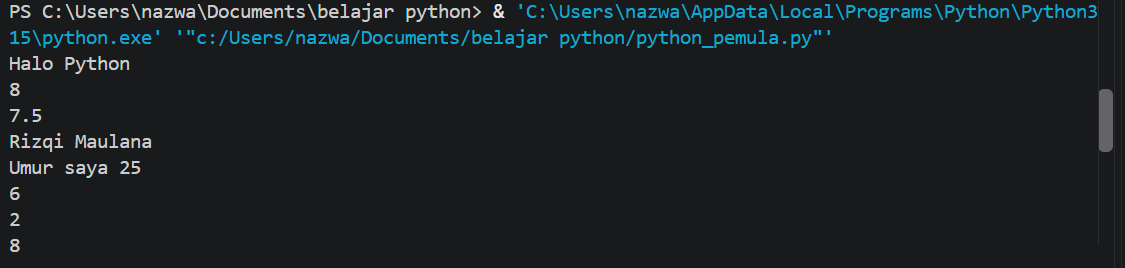 PS C:\Users\nazwa\Documents\belajar python> & 'C:\Users\nazwa\AppData\Local\Programs\Python\Python3
15\python.exe' '"c:/Users/nazwa/Documents/belajar python/python_pemula.py"'
Halo Python
8
7.5
Rizqi Maulana
Umur saya 25
6
2
8